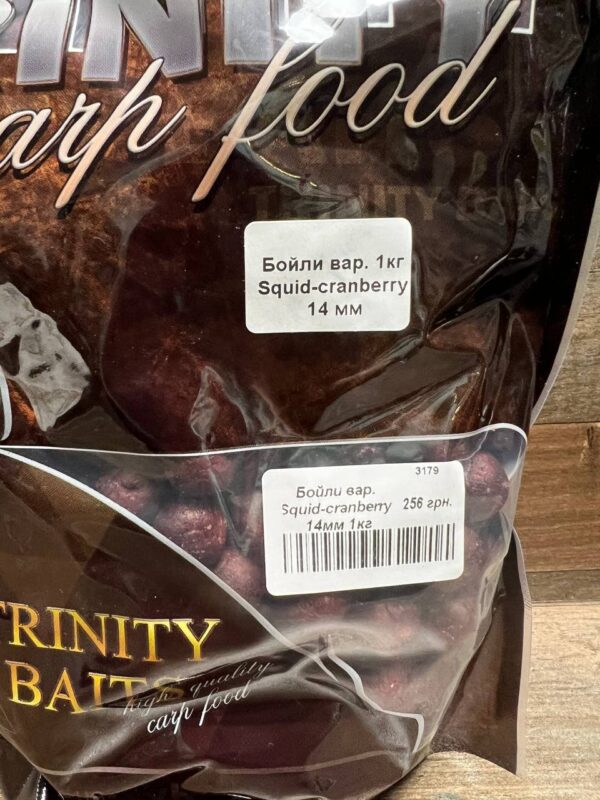 carp food
Бойли вар. 1кг
Squid-cranberry
14 мм
3179
Бойли вар.
Squid-cranberry 256 грн.
14мм 1кг
TRINITY
BAITS
high quality
carp food